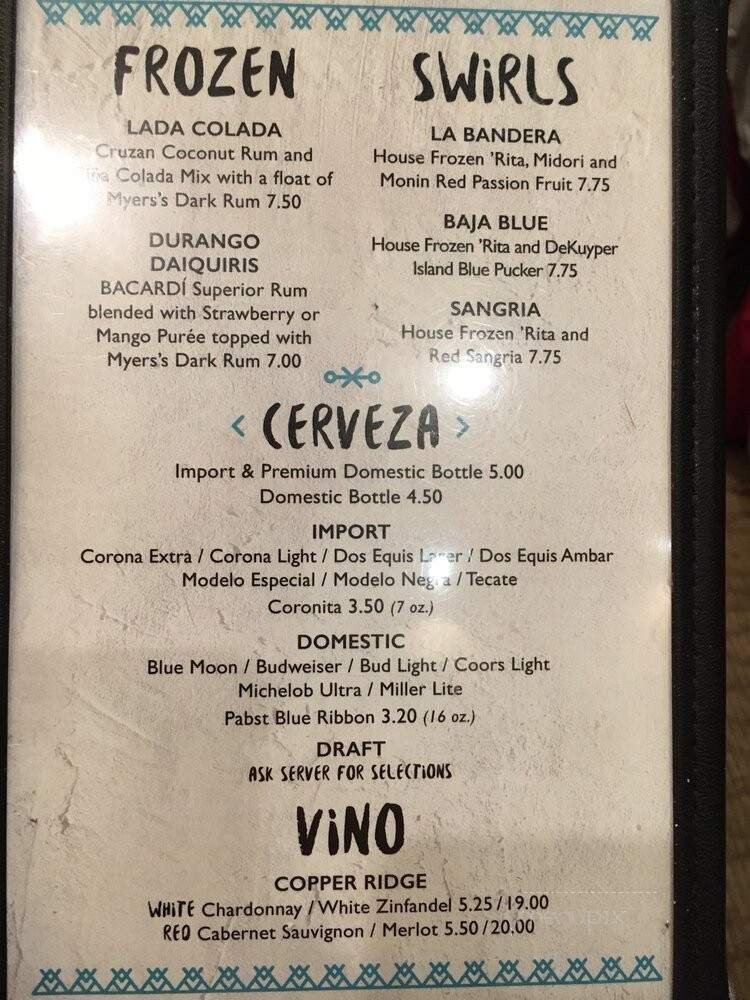 FROZEN
LADA COLADA
Cruzan Coconut Rum and
Colada Mix with a float of
Myers's Dark Rum 7.50
DURANGO
DAIQUIRIS
BACARDÍ Superior Rum
blended with Strawberry or
Mango Purée topped with
Myers's Dark Rum 7.00
SWiRLS
LA BANDERA
House Frozen 'Rita, Midori and
Monin Red Passion Fruit 7.75
BAJA BLUE
House Frozen 'Rita and DeKuyper
Island Blue Pucker 7.75
SANGRIA
House Frozen 'Rita and
Red Sangria 7.75
< CERVEZA >
Import & Premium Domestic Bottle 5.00
Domestic Bottle 4.50
IMPORT
Corona Extra / Corona Light / Dos Equis Lager / Dos Equis Ambar
Modelo Especial / Modelo Negra / Tecate
Coronita 3.50 (7 oz.)
DOMESTIC
Blue Moon / Budweiser / Bud Light / Coors Light
Michelob Ultra / Miller Lite
Pabst Blue Ribbon 3.20 (16 oz.)
DRAFT
ASK SERVER FOR SELECTiONS
ViNO
COPPER RIDGE
WHiTE Chardonnay / White Zinfandel 5.25 / 19.00
RED Cabernet Sauvignon / Merlot 5.50 / 20.00